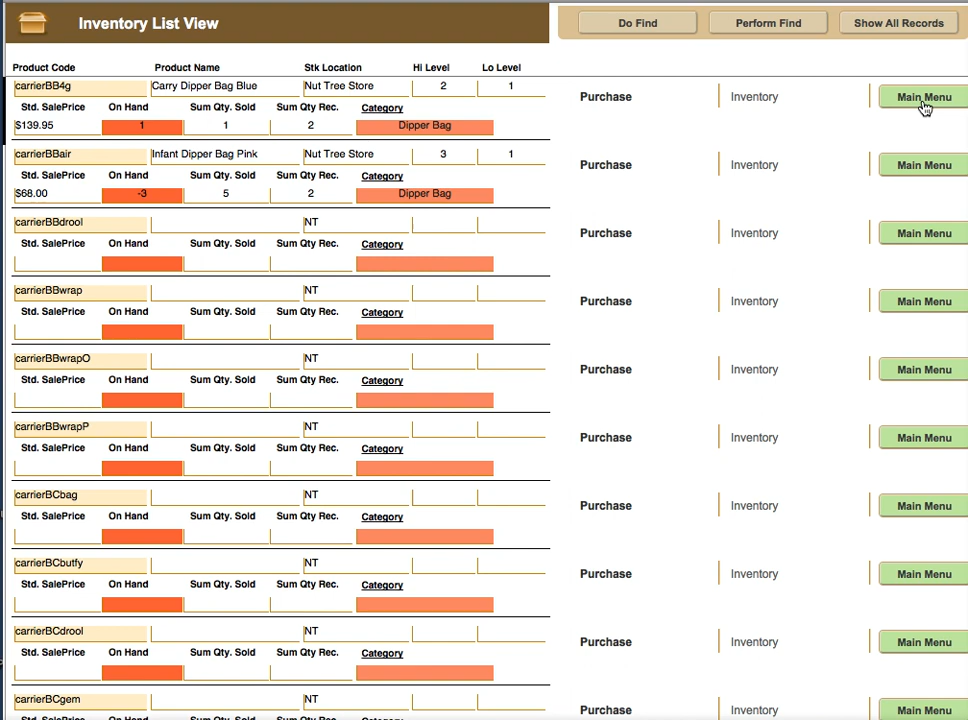 Inventory List View
Do Find Perform Find Show All Records
Product Code Product Name Stk Location Hi Level Lo Level
carrierBB4g Carry Dipper Bag Blue Nut Tree Store 2 1
Purchase Inventory Main Menu
Std. SalePrice On Hand Sum Qty. Sold Sum Qty Rec. Category
$139.95 1 1 2 Dipper Bag
carrierBBair Infant Dipper Bag Pink Nut Tree Store 3 1
Purchase Inventory Main Menu
Std. SalePrice On Hand Sum Qty. Sold Sum Qty Rec. Category
$68.00 -3 5 2 Dipper Bag
carrierBBdrool NT
Purchase Inventory Main Menu
Std. SalePrice On Hand Sum Qty. Sold Sum Qty Rec. Category
carrierBBwrap NT
Purchase Inventory Main Menu
Std. SalePrice On Hand Sum Qty. Sold Sum Qty Rec. Category
carrierBBwrapO NT
Purchase Inventory Main Menu
Std. SalePrice On Hand Sum Qty. Sold Sum Qty Rec. Category
carrierBBwrapP NT
Purchase Inventory Main Menu
Std. SalePrice On Hand Sum Qty. Sold Sum Qty Rec. Category
carrierBCbag NT
Purchase Inventory Main Menu
Std. SalePrice On Hand Sum Qty. Sold Sum Qty Rec. Category
carrierBCbutfy NT
Purchase Inventory Main Menu
Std. SalePrice On Hand Sum Qty. Sold Sum Qty Rec. Category
carrierBCdrool NT
Purchase Inventory Main Menu
Std. SalePrice On Hand Sum Qty. Sold Sum Qty Rec. Category
carrierBCgem NT
Purchase Inventory Main Menu
Std. SalePrice On Hand Sum Qty. Sold Sum Qty Rec. Category